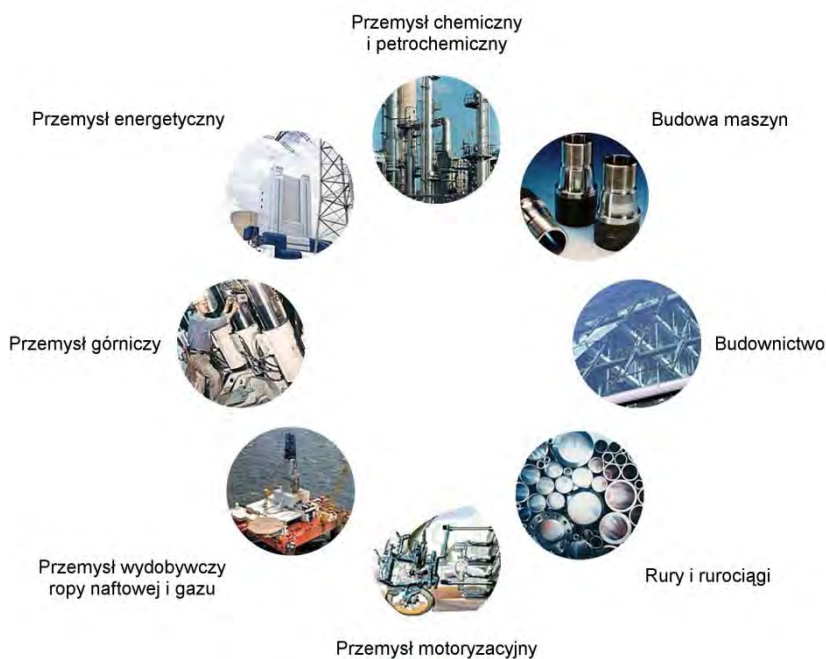 Przemysł chemiczny
i petrochemiczny
Przemysł energetyczny
Budowa maszyn
Przemysł górniczy
Budownictwo
Przemysł wydobywczy
ropy naftowej i gazu
Rury i rurociągi
Przemysł motoryzacyjny